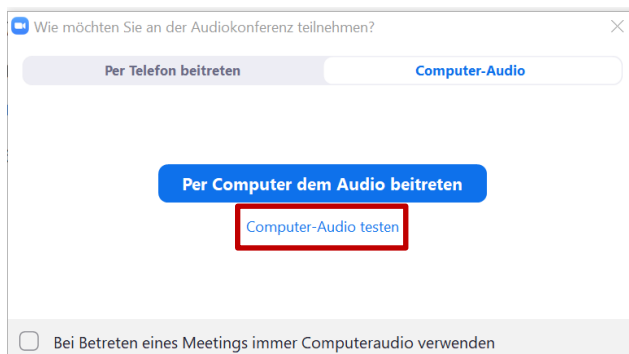 Wie möchten Sie an der Audiokonferenz teilnehmen?
Per Telefon beitreten
Computer-Audio
Per Computer dem Audio beitreten
Computer-Audio testen
Bei Betreten eines Meetings immer Computeraudio verwenden